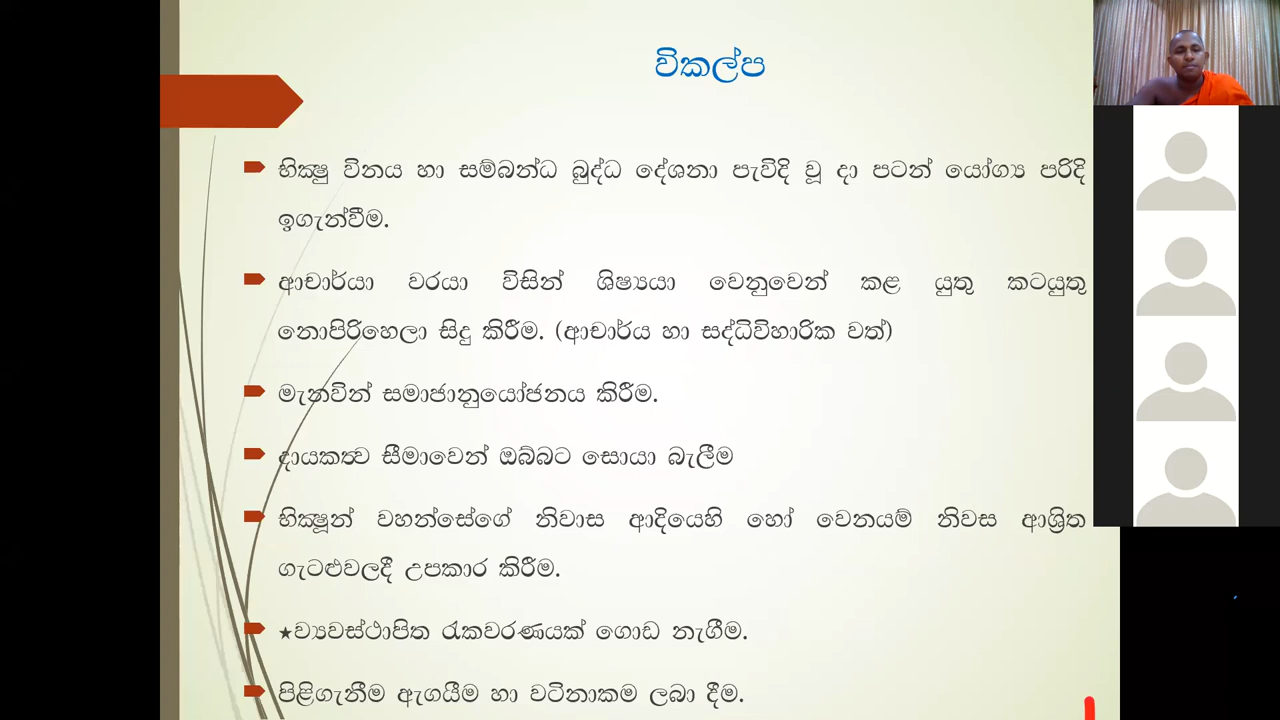 විකල්ප
භික්‍ෂු විනය හා සම්බන්ධ බුද්ධ දේශනා පැවිදි වූ දා පටන් යෝග්‍ය පරිදි
ඉගැන්වීම.
ආචාර්යා වරයා විසින් ශිෂ්‍යයා වෙනුවෙන් කළ යුතු කටයුතු
නොපිරිහෙලා සිදු කිරීම. (ආචාර්ය හා සද්ධිවිහාරික වත්)
මැනවින් සමාජානුයෝජනය කිරීම.
දායකත්‍ව සීමාවෙන් ඔබ්බට සොයා බැලීම
භික්‍ෂූන් වහන්සේගේ නිවාස ආදියෙහි හෝ වෙනයම් නිවස ආශ්‍රිත
ගැටළුවලදී උපකාර කිරීම.
★ව්‍යවස්ථාපිත රැකවරණයක් ගොඩ නැගීම.
පිළිගැනීම ඇගයීම හා වටිනාකම ලබා දීම.